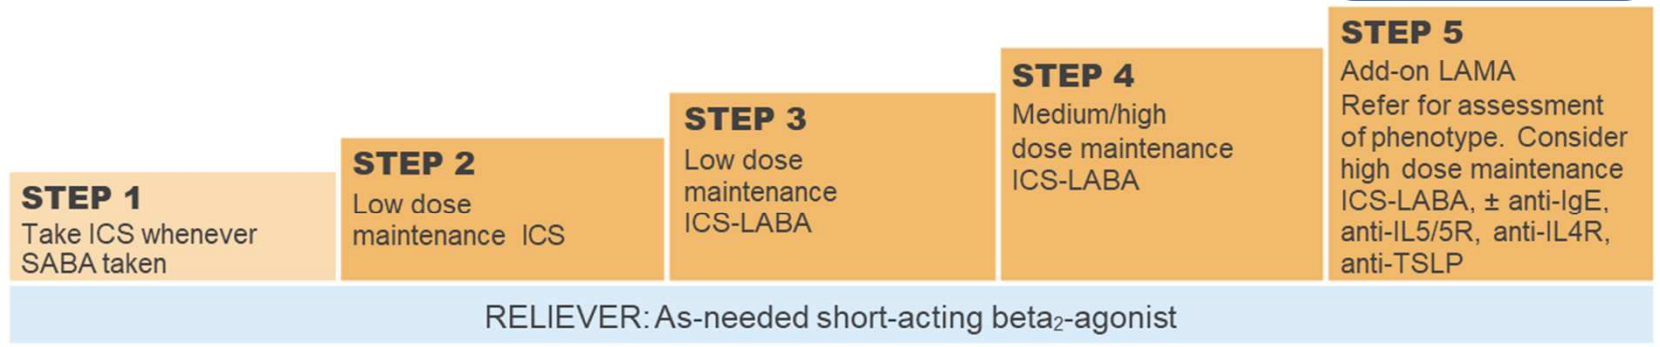 STEP 1
Take ICS whenever
SABA taken
STEP 2
Low dose
maintenance ICS
STEP 3
Low dose
maintenance
ICS-LABA
STEP 4
Medium/high
dose maintenance
ICS-LABA
STEP 5
Add-on LAMA
Refer for assessment
of phenotype. Consider
high dose maintenance
ICS-LABA, ± anti-IgE,
anti-IL5/5R, anti-IL4R,
anti-TSLP
RELIEVER: As-needed short-acting beta₂-agonist